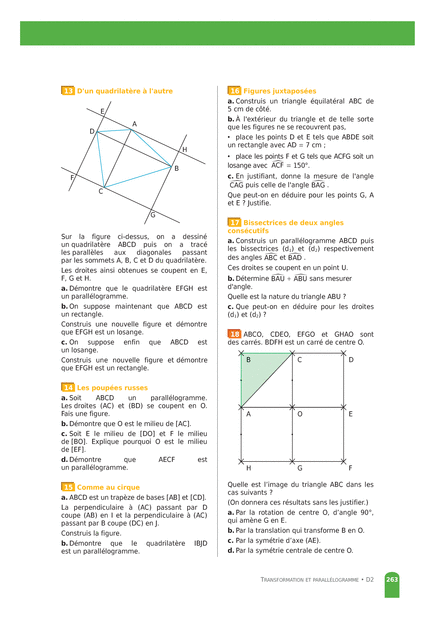 13 D'un quadrilatère à l'autre
E
A
D
H
B
F
C
G
Sur la figure ci-dessus, on a dessiné
un quadrilatère ABCD puis on a tracé
les parallèles aux diagonales passant
par les sommets A, B, C et D du quadrilatère.
Les droites ainsi obtenues se coupent en E,
F, G et H.
a. Démontre que le quadrilatère EFGH est
un parallélogramme.
b. On suppose maintenant que ABCD est
un rectangle.
Construis une nouvelle figure et démontre
que EFGH est un losange.
c. On suppose enfin que ABCD est
un losange.
Construis une nouvelle figure et démontre
que EFGH est un rectangle.
14 Les poupées russes
a. Soit ABCD un parallélogramme.
Les droites (AC) et (BD) se coupent en O.
Fais une figure.
b. Démontre que O est le milieu de [AC].
c. Soit E le milieu de [DO] et F le milieu
de [BO]. Explique pourquoi O est le milieu
de [EF].
d. Démontre que AECF est
un parallélogramme.
15 Comme au cirque
a. ABCD est un trapèze de bases [AB] et [CD].
La perpendiculaire à (AC) passant par D
coupe (AB) en I et la perpendiculaire à (AC)
passant par B coupe (DC) en J.
Construis la figure.
b. Démontre que le quadrilatère IBJD
est un parallélogramme.
16 Figures juxtaposées
a. Construis un triangle équilatéral ABC de
5 cm de côté.
b. À l'extérieur du triangle et de telle sorte
que les figures ne se recouvrent pas,
• place les points D et E tels que ABDE soit
un rectangle avec AD = 7 cm ;
• place les points F et G tels que ACFG soit un
losange avec ACF = 150°.
c. En justifiant, donne la mesure de l'angle
CAG puis celle de l'angle BAG .
Que peut-on en déduire pour les points G, A
et E ? Justifie.
17 Bissectrices de deux angles
consécutifs
a. Construis un parallélogramme ABCD puis
les bissectrices (d₁) et (d₂) respectivement
des angles ABC et BAD .
Ces droites se coupent en un point U.
b. Détermine BAU + ABU sans mesurer
d'angle.
Quelle est la nature du triangle ABU ?
c. Que peut-on en déduire pour les droites
(d₁) et (d₂) ?
18 ABCO, CDEO, EFGO et GHAO sont
des carrés. BDFH est un carré de centre O.
B C D
A O E
H G F
Quelle est l'image du triangle ABC dans les
cas suivants ?
(On donnera ces résultats sans les justifier.)
a. Par la rotation de centre O, d'angle 90°,
qui amène G en E.
b. Par la translation qui transforme B en O.
c. Par la symétrie d'axe (AE).
d. Par la symétrie centrale de centre O.
TRANSFORMATION ET PARALLÉLOGRAMME • D2 263